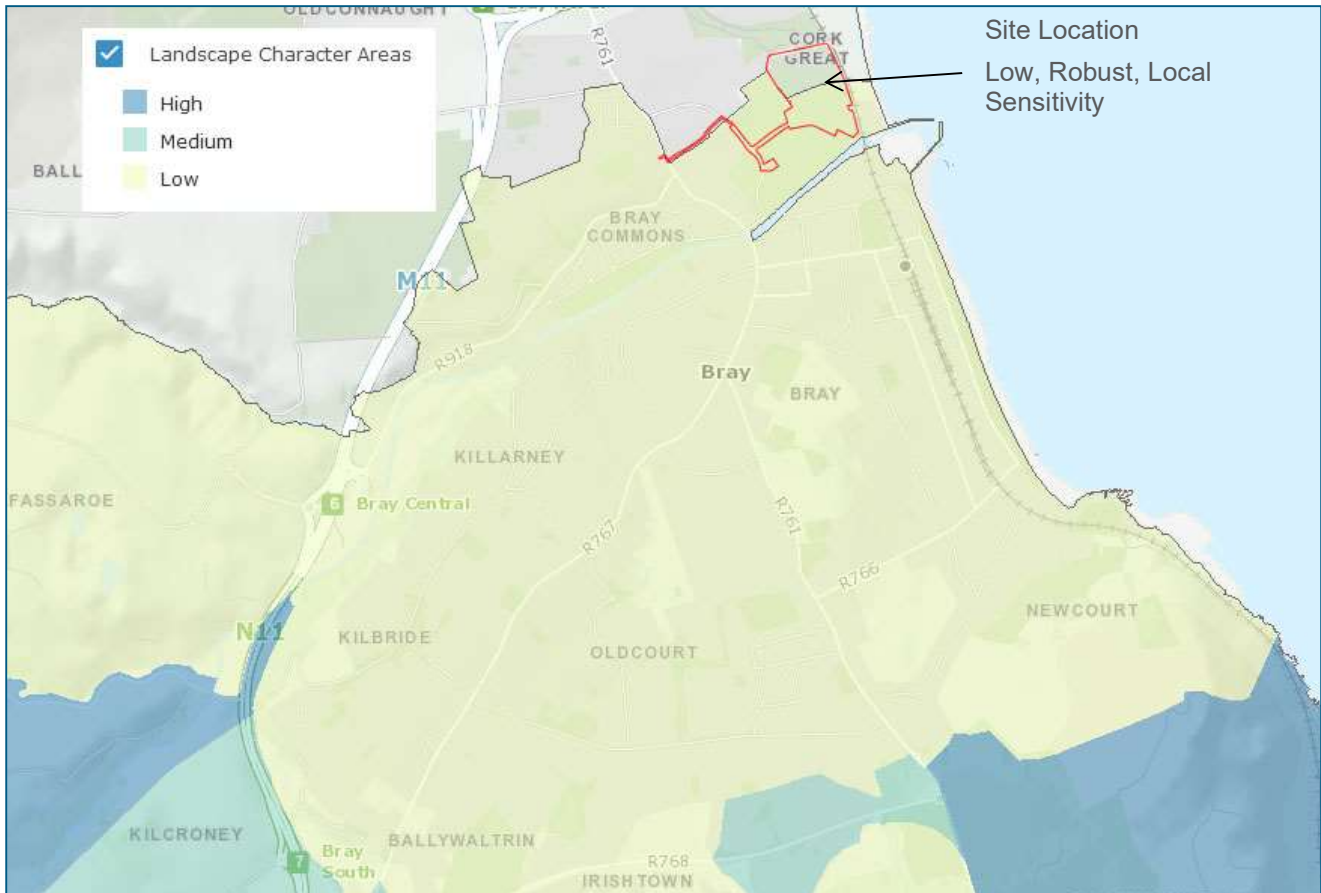 OLDCONNAUGHT
R761
CORK
GREAT
Site Location
Low, Robust, Local
Sensitivity
Landscape Character Areas
High
Medium
Low
M11
BRAY
COMMONS
R918
Bray
BRAY
KILLARNEY
FASSAROE
6 Bray Central
R767
R761
R766
NEWCOURT
N11
KILBRIDE
OLDCOURT
KILCRONEY
BALLYWALTRIN
7 Bray
South
R768
IRISHTOWN